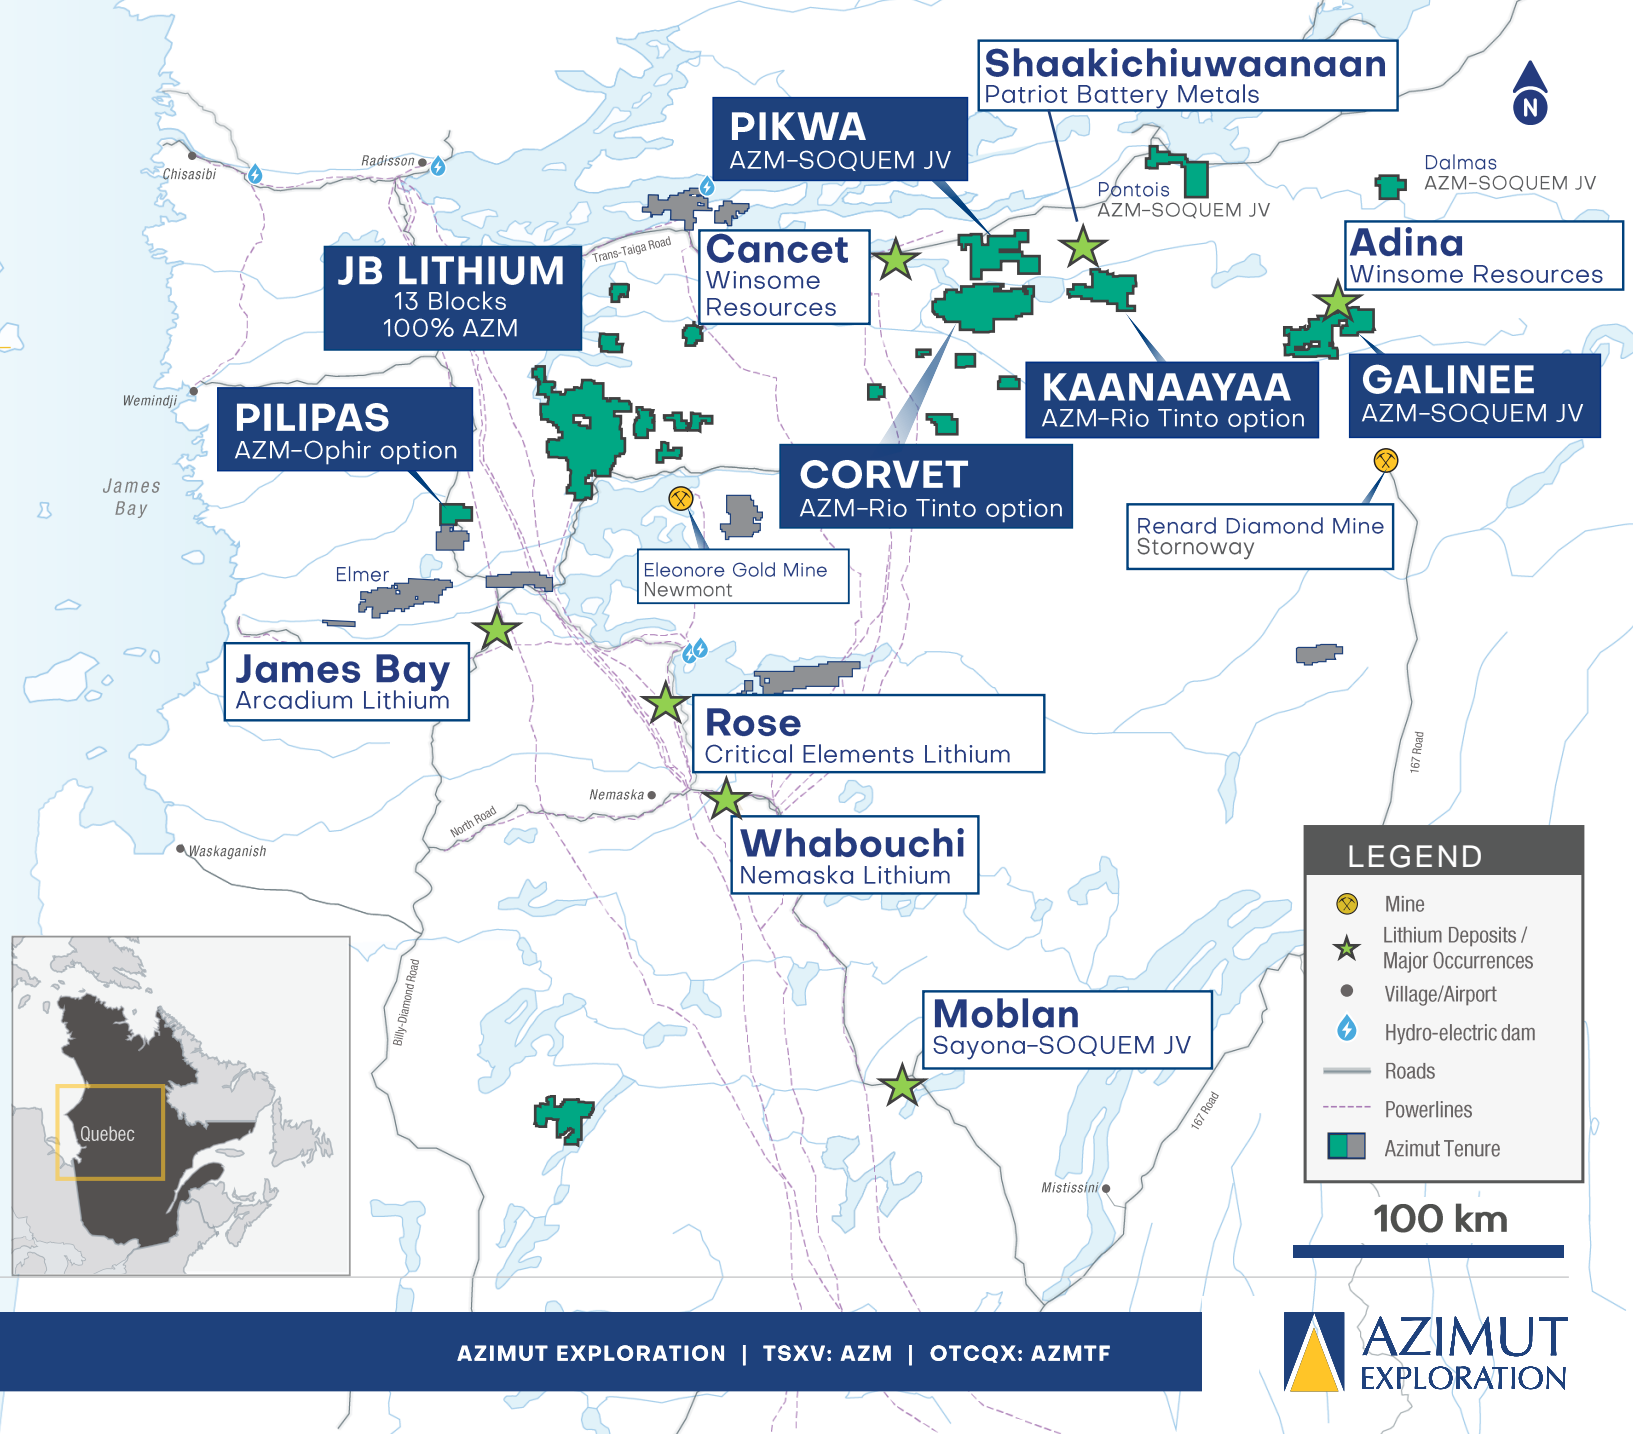 Shaakichiuwaanaan
Patriot Battery Metals
N
PIKWA
AZM-SOQUEM JV
Radisson
Chisasibi
Dalmas
AZM-SOQUEM JV
Pontois
AZM-SOQUEM JV
Trans-Taiga Road
Cancet
Winsome
Resources
Adina
Winsome Resources
JB LITHIUM
13 Blocks
100% AZM
Wemindji
PILIPAS
AZM-Ophir option
KAANAAYAA
AZM-Rio Tinto option
GALINEE
AZM-SOQUEM JV
CORVET
AZM-Rio Tinto option
James
Bay
Renard Diamond Mine
Stornoway
Eleonore Gold Mine
Newmont
Elmer
James Bay
Arcadium Lithium
Rose
Critical Elements Lithium
167 Road
Nemaska
North Road
Whabouchi
Nemaska Lithium
Waskaganish
Billy-Diamond Road
Moblan
Sayona-SOQUEM JV
167 Road
Mistissini
Quebec
LEGEND
Mine
Lithium Deposits /
Major Occurrences
Village/Airport
Hydro-electric dam
Roads
Powerlines
Azimut Tenure
100 km
AZIMUT EXPLORATION | TSXV: AZM | OTCQX: AZMTF
AZIMUT
EXPLORATION